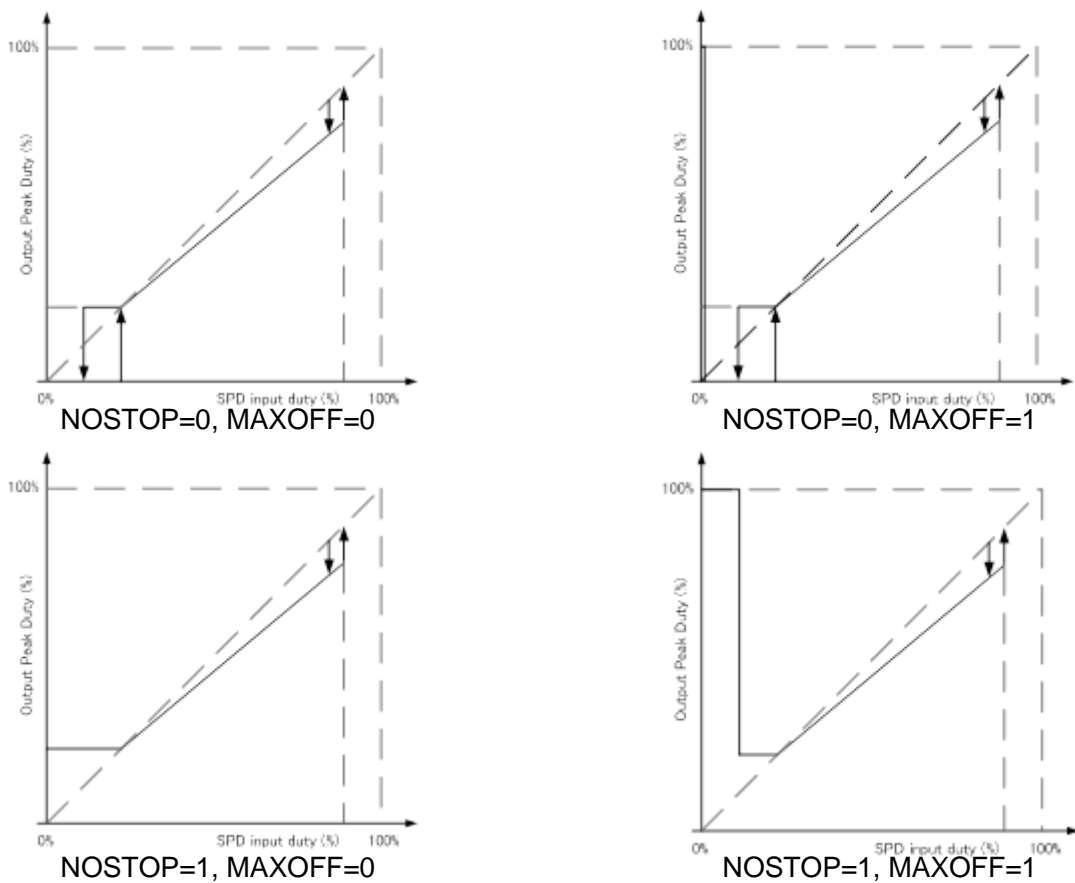 100%
Output Peak Duty (%)
0%
SPD input duty (%)
100%
NOSTOP=0, MAXOFF=0
100%
Output Peak Duty (%)
0%
SPD input duty (%)
100%
NOSTOP=0, MAXOFF=1
100%
Output Peak Duty (%)
0%
SPD input duty (%)
100%
NOSTOP=1, MAXOFF=0
100%
Output Peak Duty (%)
0%
SPD input duty (%)
100%
NOSTOP=1, MAXOFF=1